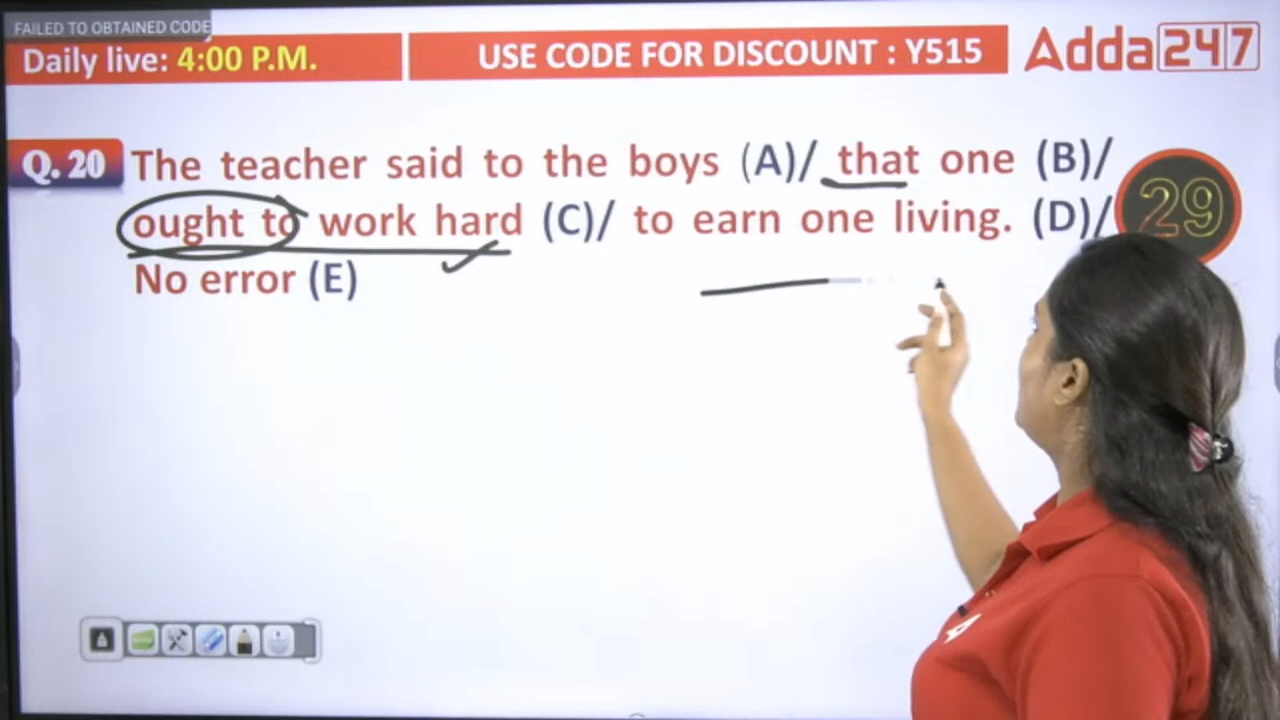 FAILED TO OBTAINED CODE
Daily live: 4:00 P.M.
USE CODE FOR DISCOUNT : Y515
Adda247
Q. 20
The teacher said to the boys (A)/ that one (B)/
ought to work hard (C)/ to earn one living. (D)/
No error (E)
29